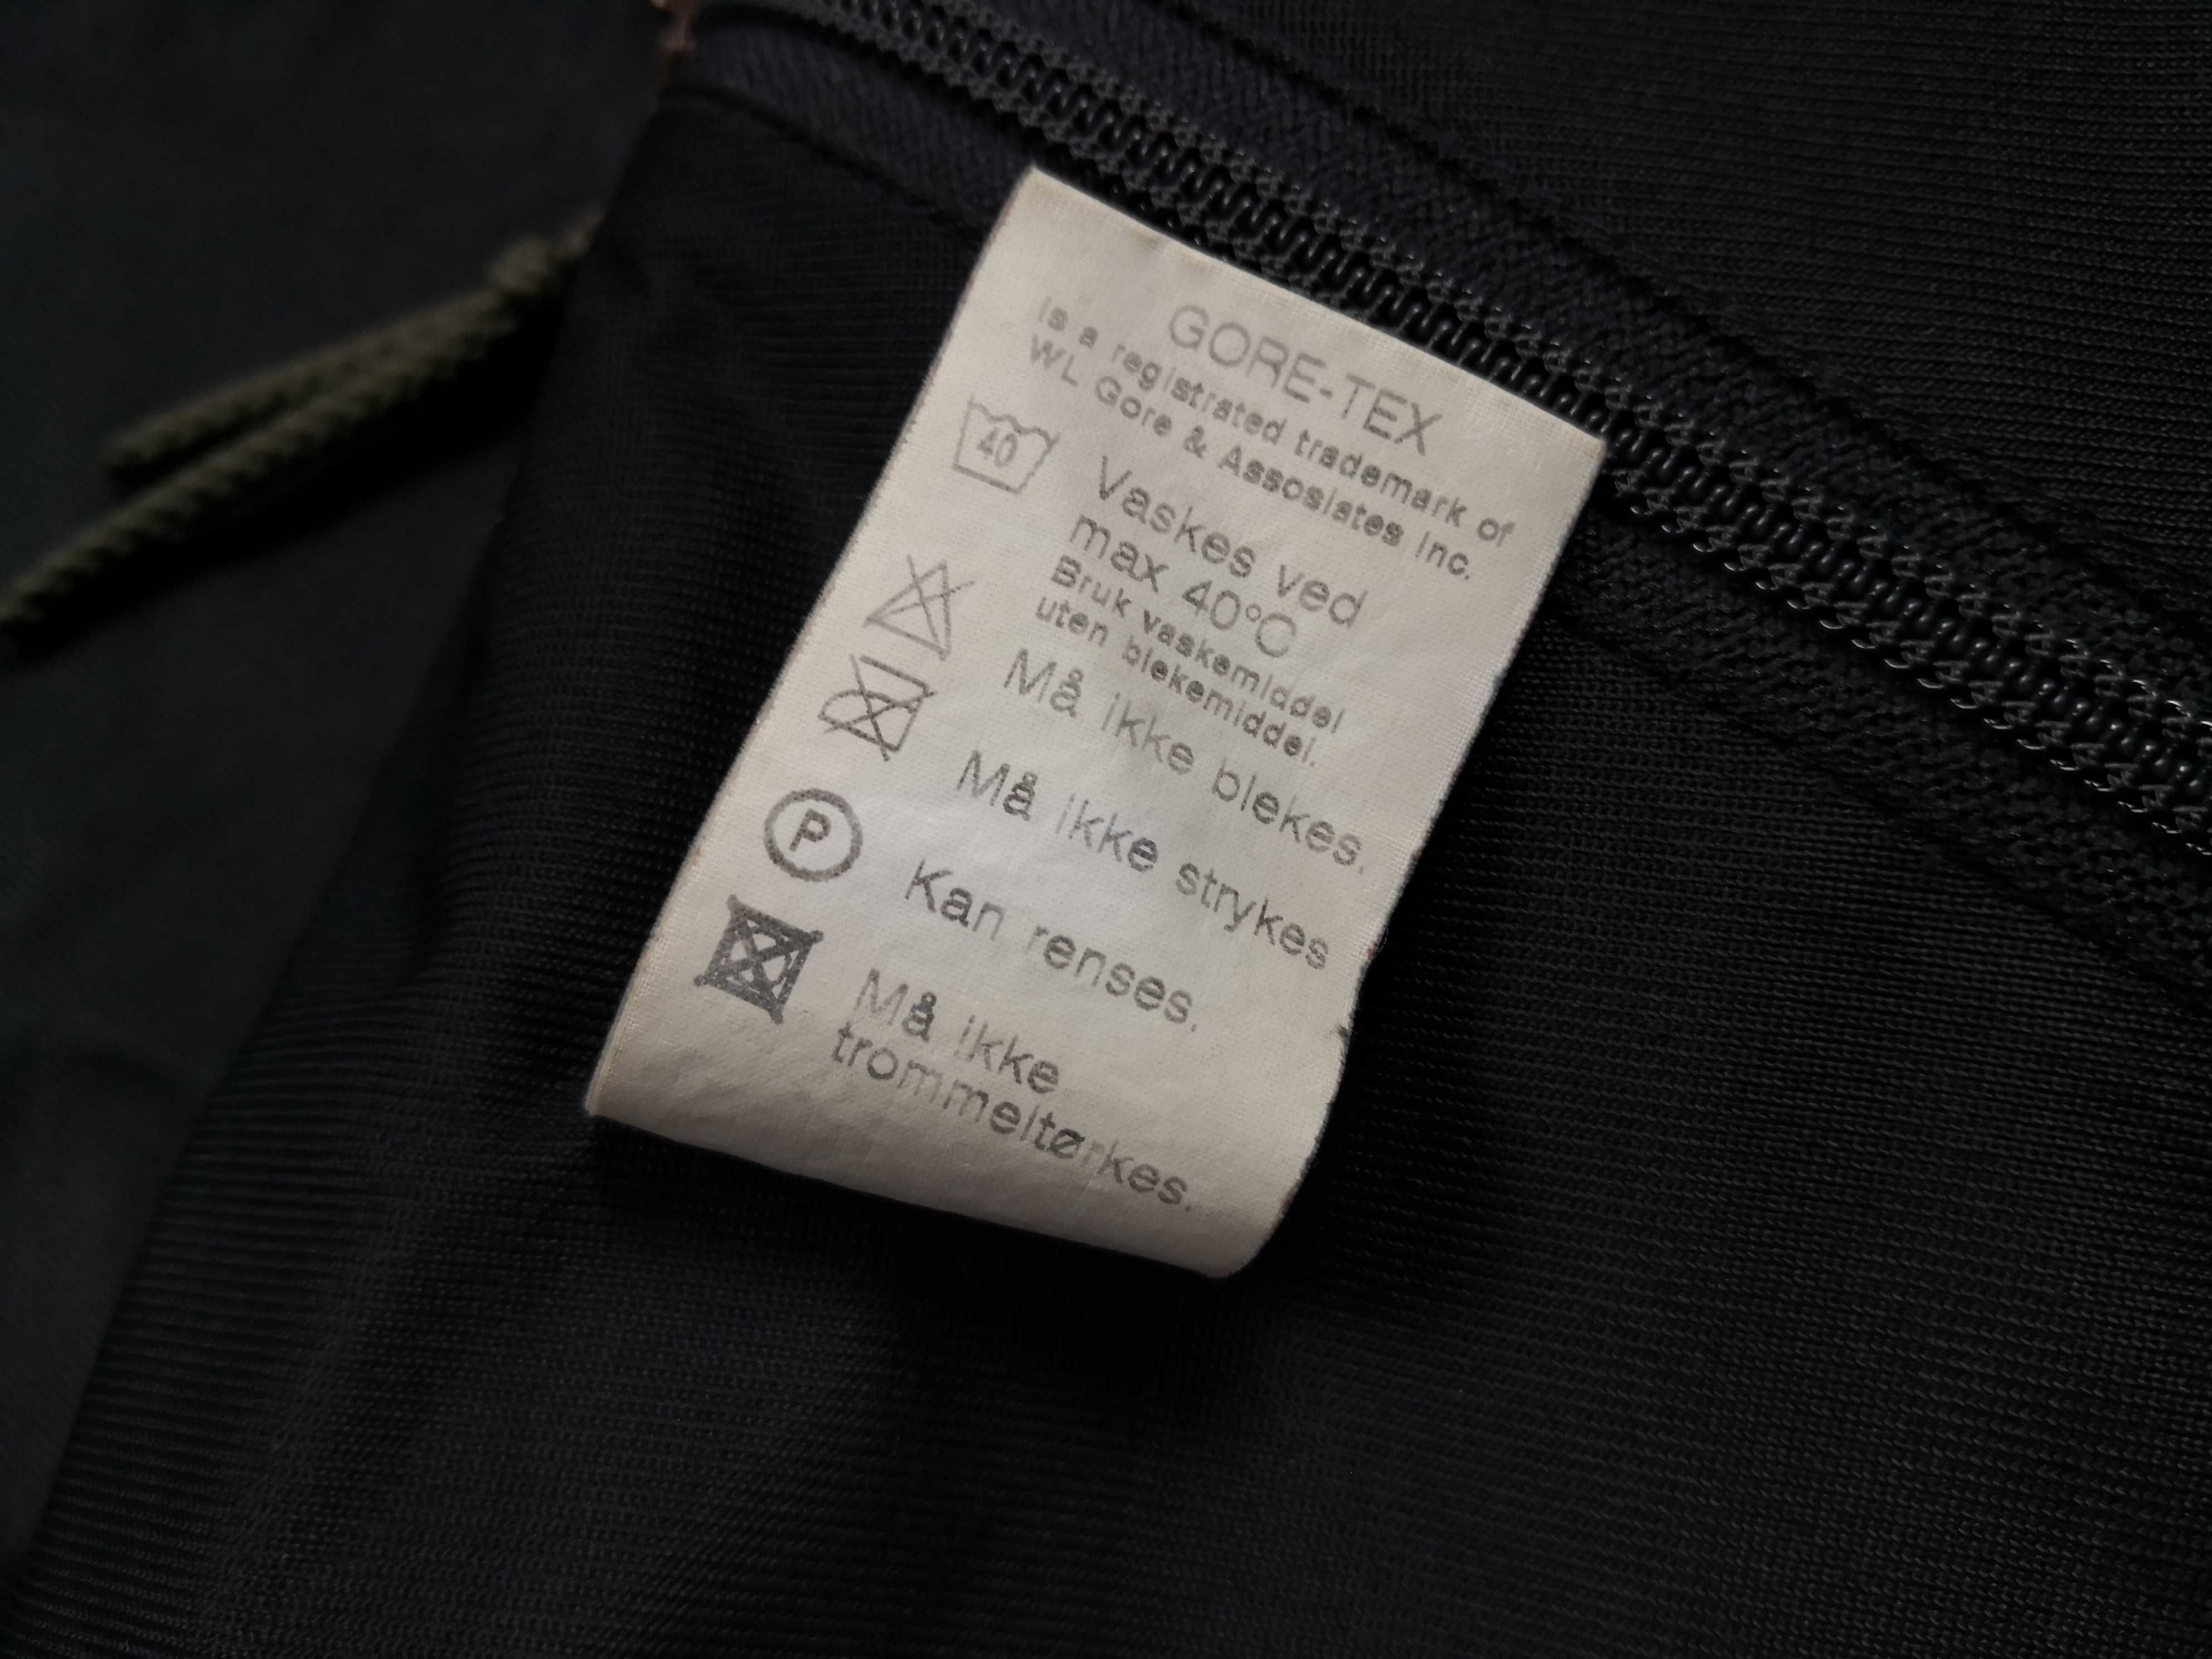 GORE-TEX
is a registrated trademark of
WL Gore & Assosiates Inc.
40
Vaskes ved
max 40°C
Bruk vaskemiddel
uten blekemiddel.
Må ikke blekes.
Må ikke strykes
P
Kan renses.
Må ikke
trommeltørkes.